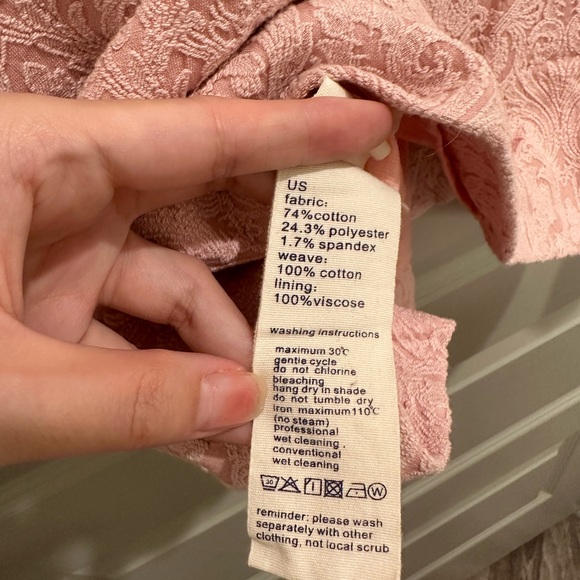 US
fabric:
74%cotton
24.3% polyester
1.7% spandex
weave:
100% cotton
lining:
100%viscose
washing instructions
maximum 30℃
gentle cycle
do not chlorine
bleaching
hang dry in shade
do not tumble dry
iron maximum110℃
(no steam)
professional
wet cleaning .
conventional
wet cleaning
30 W
reminder: please wash
separately with other
clothing, not local scrub